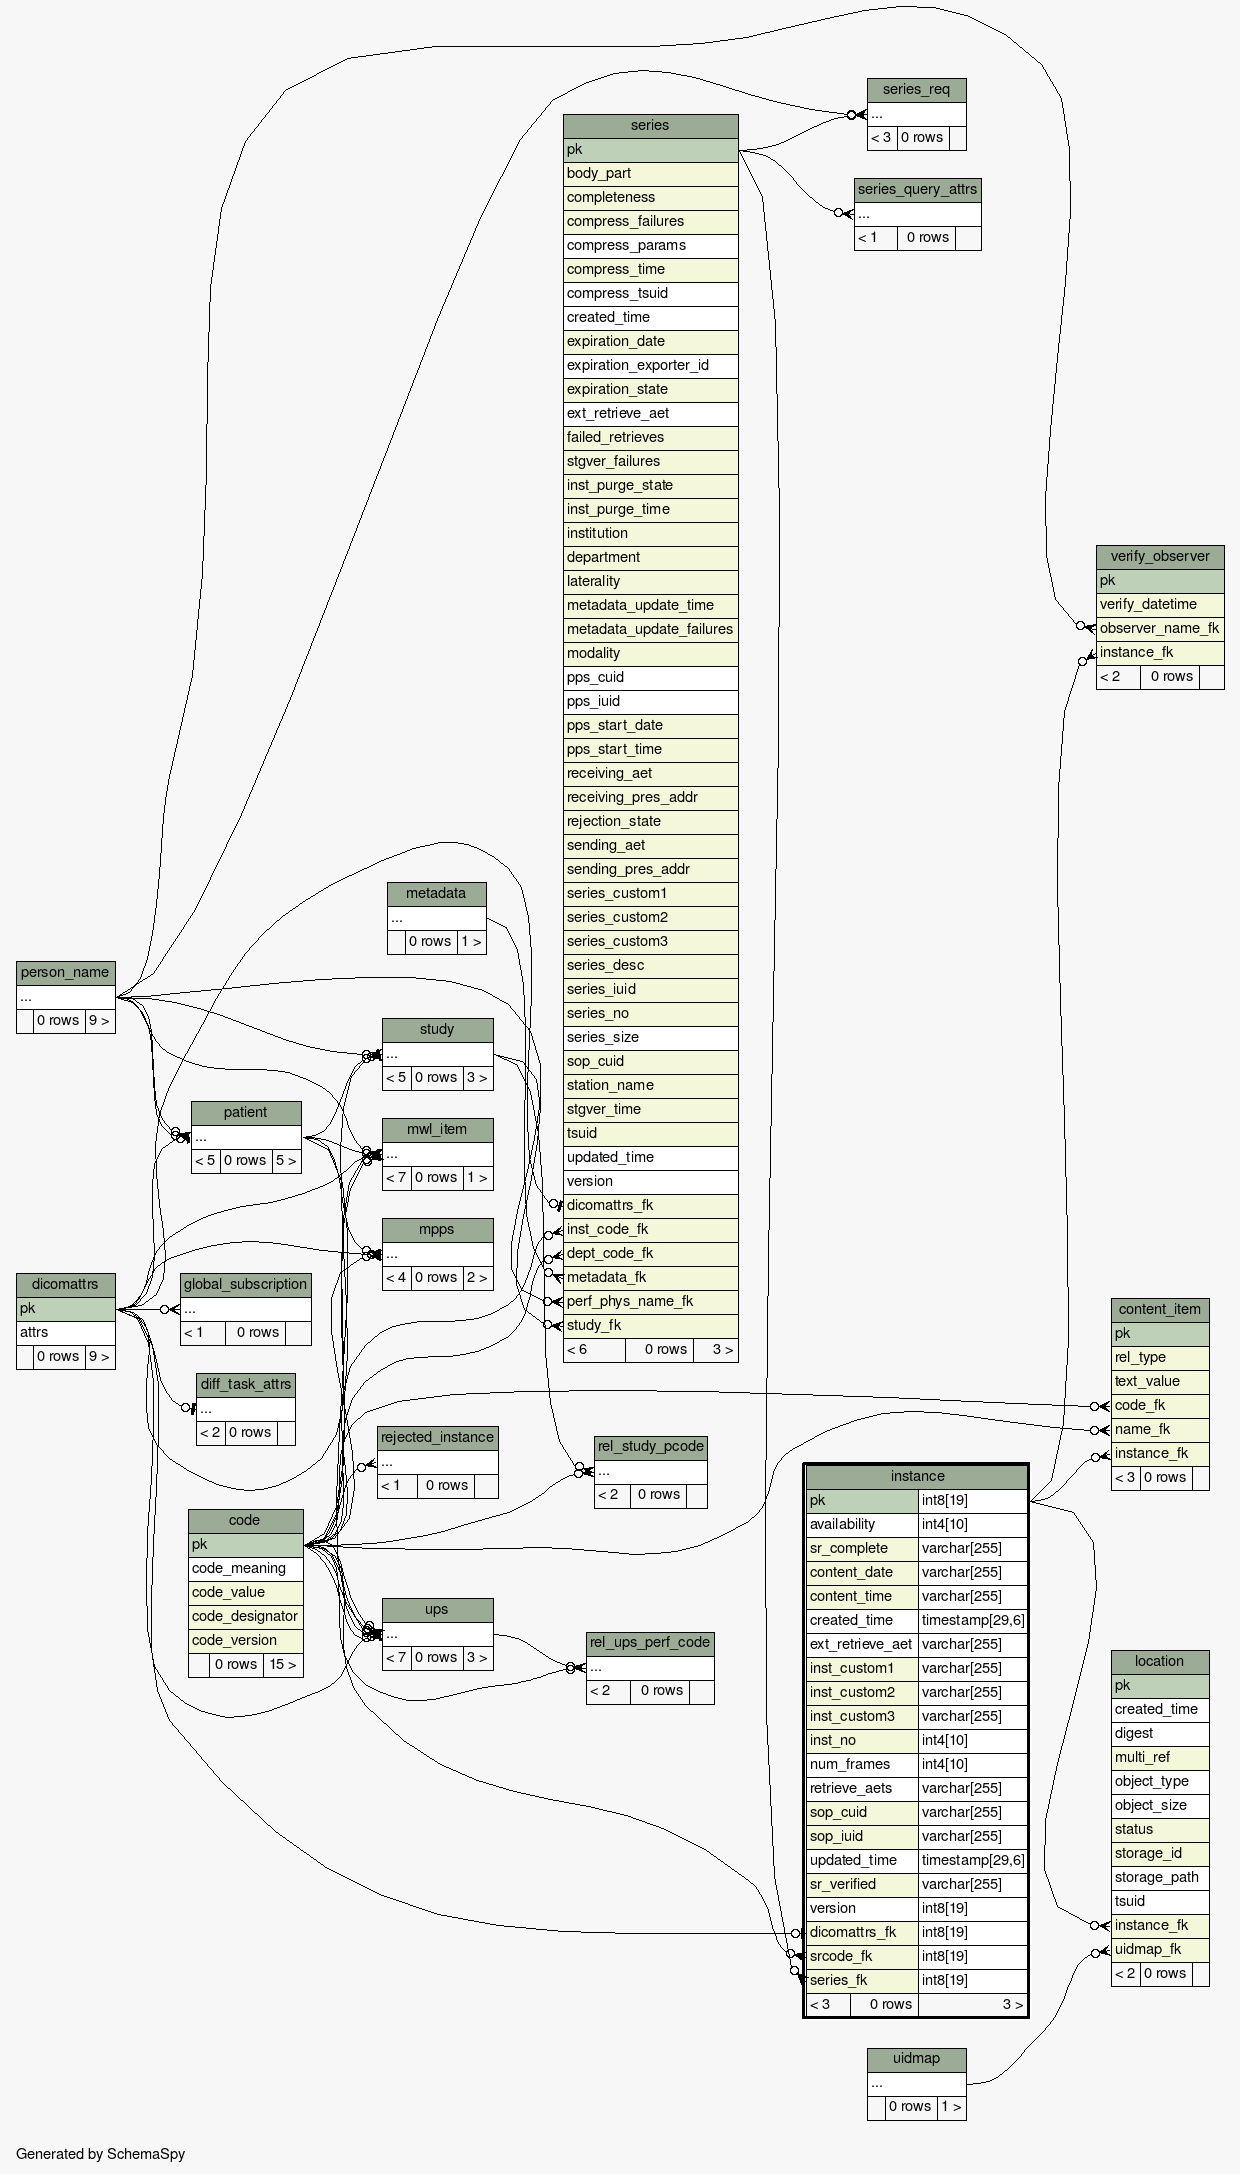 series_req
...
< 3 0 rows
series
pk
body_part
completeness
compress_failures
compress_params
compress_time
compress_tsuid
created_time
expiration_date
expiration_exporter_id
expiration_state
ext_retrieve_aet
failed_retrieves
stgver_failures
inst_purge_state
inst_purge_time
institution
department
laterality
metadata_update_time
metadata_update_failures
modality
pps_cuid
pps_iuid
pps_start_date
pps_start_time
receiving_aet
receiving_pres_addr
rejection_state
sending_aet
sending_pres_addr
series_custom1
series_custom2
series_custom3
series_desc
series_iuid
series_no
series_size
sop_cuid
station_name
stgver_time
tsuid
updated_time
version
dicomattrs_fk
inst_code_fk
dept_code_fk
metadata_fk
perf_phys_name_fk
study_fk
< 6 0 rows 3 >
series_query_attrs
...
< 1 0 rows
verify_observer
pk
verify_datetime
observer_name_fk
instance_fk
< 2 0 rows
metadata
...
0 rows 1 >
person_name
...
0 rows 9 >
study
...
< 5 0 rows 3 >
patient
...
< 5 0 rows 5 >
mwl_item
...
< 7 0 rows 1 >
mpps
...
< 4 0 rows 2 >
dicomattrs
pk
attrs
0 rows 9 >
global_subscription
...
< 1 0 rows
diff_task_attrs
...
< 2 0 rows
rejected_instance
...
< 1 0 rows
rel_study_pcode
...
< 2 0 rows
content_item
pk
rel_type
text_value
code_fk
name_fk
instance_fk
< 3 0 rows
code
pk
code_meaning
code_value
code_designator
code_version
0 rows 15 >
ups
...
< 7 0 rows 3 >
rel_ups_perf_code
...
< 2 0 rows
instance
pk int8[19]
availability int4[10]
sr_complete varchar[255]
content_date varchar[255]
content_time varchar[255]
created_time timestamp[29,6]
ext_retrieve_aet varchar[255]
inst_custom1 varchar[255]
inst_custom2 varchar[255]
inst_custom3 varchar[255]
inst_no int4[10]
num_frames int4[10]
retrieve_aets varchar[255]
sop_cuid varchar[255]
sop_iuid varchar[255]
updated_time timestamp[29,6]
sr_verified varchar[255]
version int8[19]
dicomattrs_fk int8[19]
srcode_fk int8[19]
series_fk int8[19]
< 3 0 rows 3 >
location
pk
created_time
digest
multi_ref
object_type
object_size
status
storage_id
storage_path
tsuid
instance_fk
uidmap_fk
< 2 0 rows
uidmap
...
0 rows 1 >
Generated by SchemaSpy